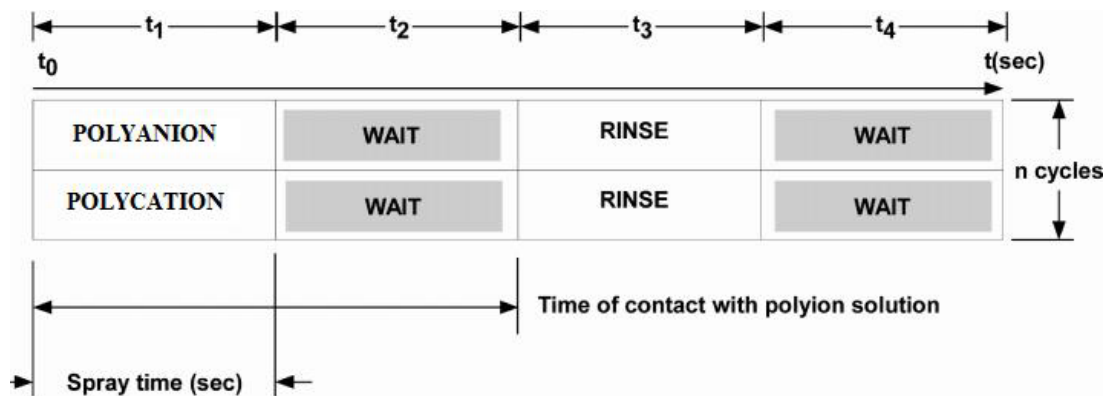 t1 t2 t3 t4
t0 t(sec)
POLYANION WAIT RINSE WAIT
n cycles
POLYCATION WAIT RINSE WAIT
Time of contact with polyion solution
Spray time (sec)